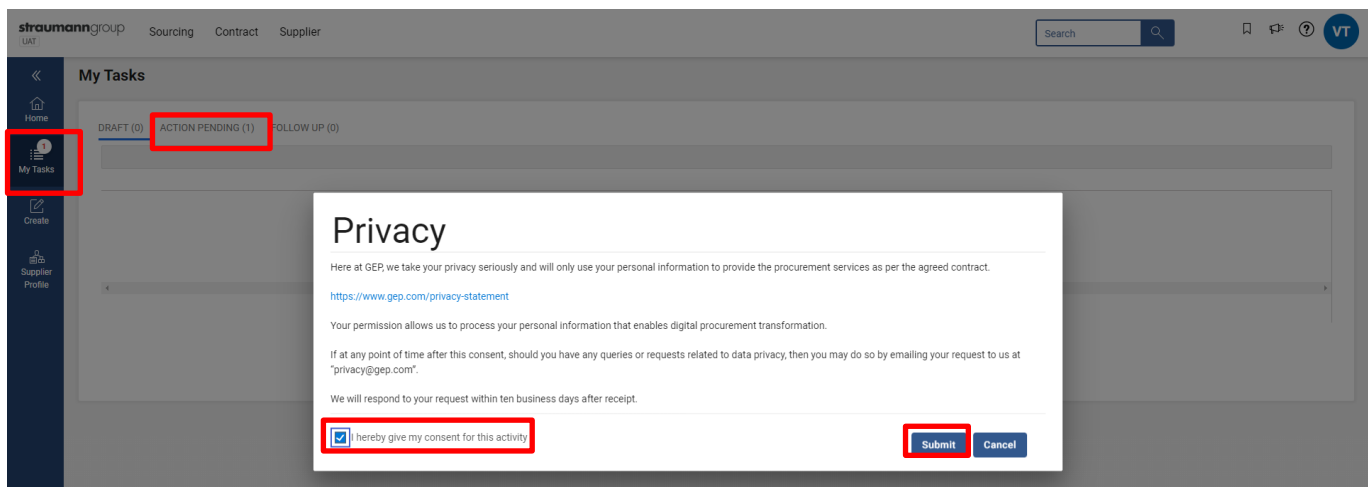 straumanngroup Sourcing Contract Supplier Search VT
UAT
My Tasks
Home
DRAFT (0) ACTION PENDING (1) FOLLOW UP (0)
1
My Tasks
Create
Supplier
Profile
Privacy
Here at GEP, we take your privacy seriously and will only use your personal information to provide the procurement services as per the agreed contract.
https://www.gep.com/privacy-statement
Your permission allows us to process your personal information that enables digital procurement transformation.
If at any point of time after this consent, should you have any queries or requests related to data privacy, then you may do so by emailing your request to us at
"privacy@gep.com".
We will respond to your request within ten business days after receipt.
I hereby give my consent for this activity
Submit Cancel